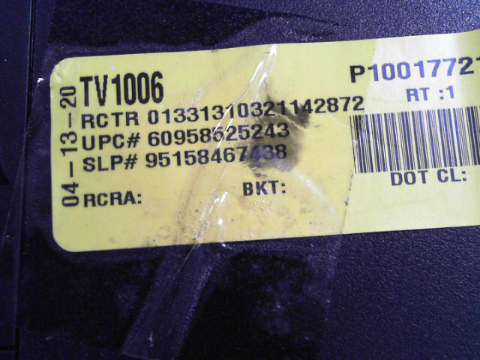 04-13-20
TV1006
P10017721
RT :1
RCTR 01331310321142872
UPC# 60958525243
SLP# 95158467438
RCRA:
BKT:
DOT CL: